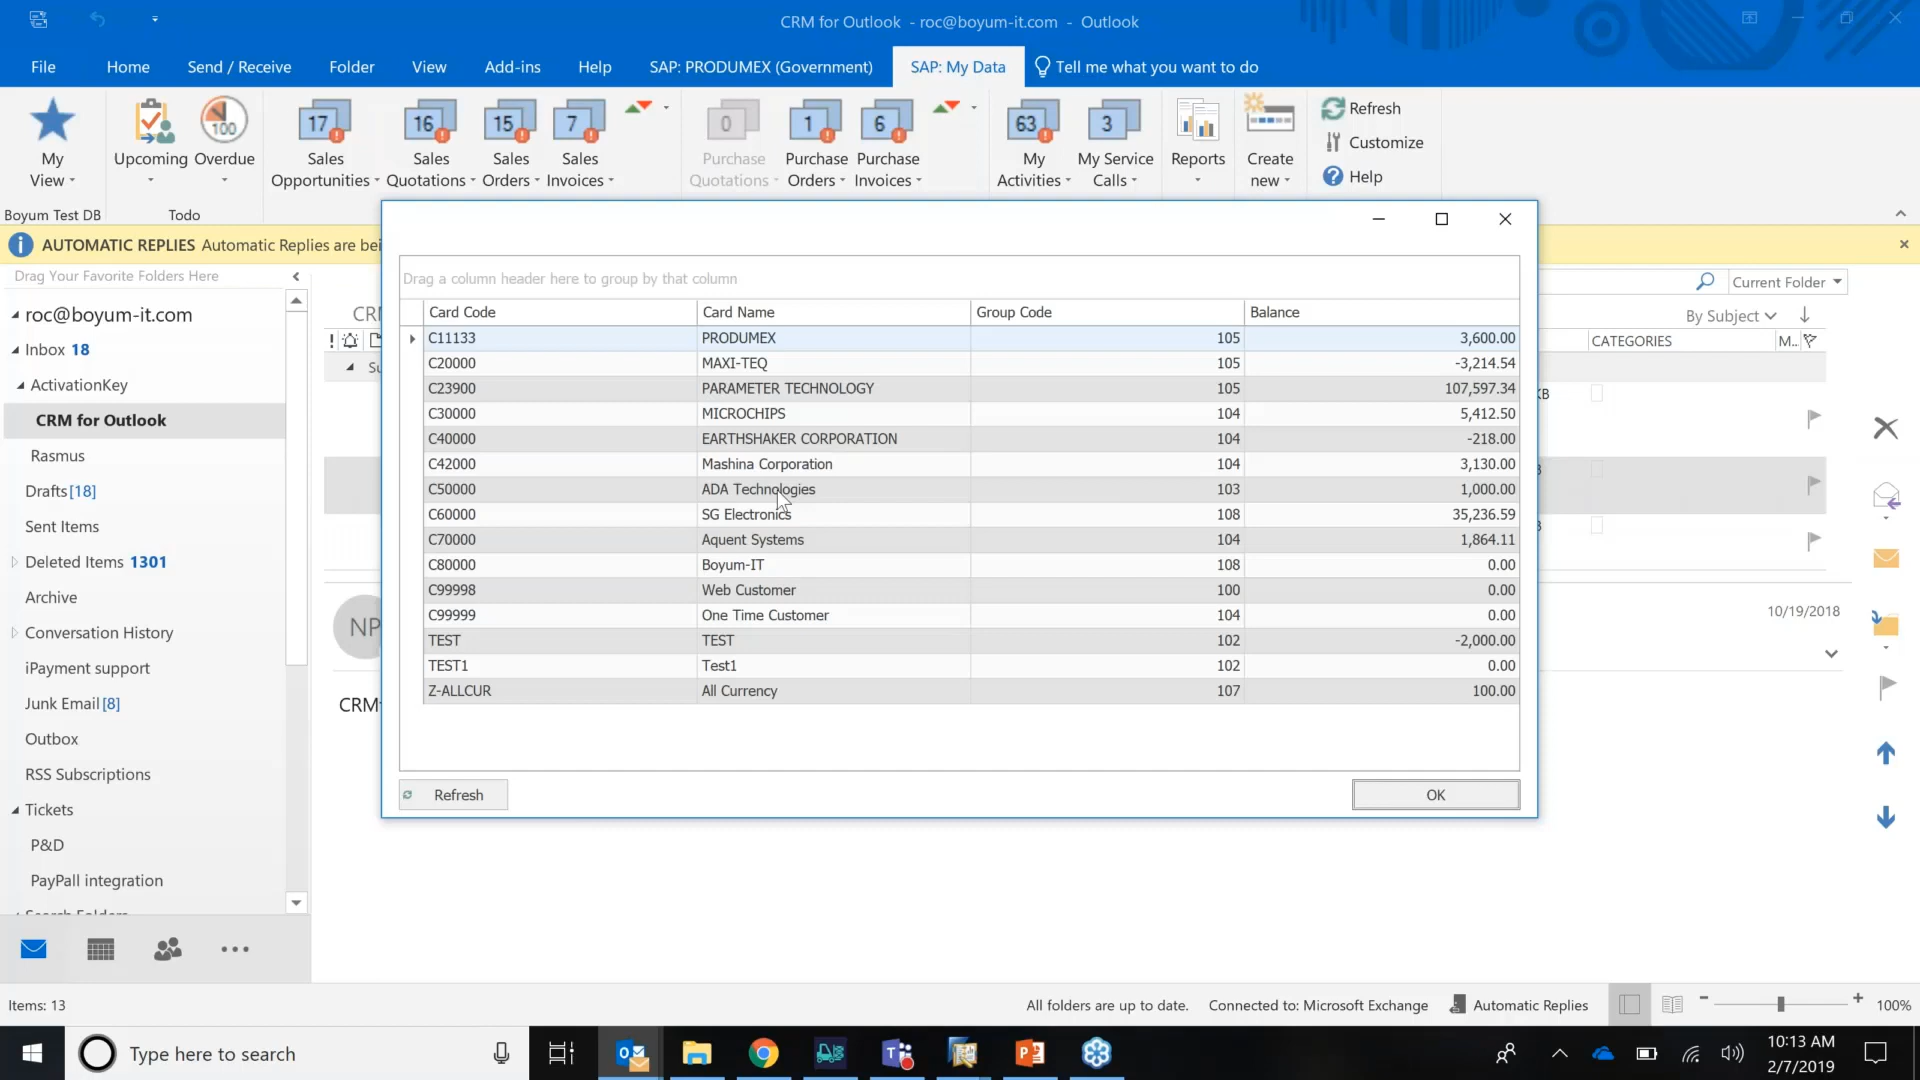 CRM for Outlook - roc@boyum-it.com - Outlook
File Home Send / Receive Folder View Add-ins Help SAP: PRODUMEX (Government) SAP: My Data Tell me what you want to do
My View
Upcoming
100
Overdue
17
Sales Opportunities
16
Sales Quotations
15
Sales Orders
7
Sales Invoices
0
Purchase Quotations
1
Purchase Orders
6
Purchase Invoices
63
My Activities
3
My Service Calls
Reports
Create new
Refresh
Customize
Help
Boyum Test DB
Todo
AUTOMATIC REPLIES Automatic Replies are bei
Drag Your Favorite Folders Here
roc@boyum-it.com
Inbox 18
ActivationKey
CRM for Outlook
Rasmus
Drafts [18]
Sent Items
Deleted Items 1301
Archive
Conversation History
iPayment support
Junk Email [8]
Outbox
RSS Subscriptions
Tickets
P&D
PayPall integration
Current Folder
By Subject
CATEGORIES
M...
KB
NP
10/19/2018
Drag a column header here to group by that column
Card Code Card Name Group Code Balance
C11133 PRODUMEX 105 3,600.00
C20000 MAXI-TEQ 105 -3,214.54
C23900 PARAMETER TECHNOLOGY 105 107,597.34
C30000 MICROCHIPS 104 5,412.50
C40000 EARTHSHAKER CORPORATION 104 -218.00
C42000 Mashina Corporation 104 3,130.00
C50000 ADA Technologies 103 1,000.00
C60000 SG Electronics 108 35,236.59
C70000 Aquent Systems 104 1,864.11
C80000 Boyum-IT 108 0.00
C99998 Web Customer 100 0.00
C99999 One Time Customer 104 0.00
TEST TEST 102 -2,000.00
TEST1 Test1 102 0.00
Z-ALLCUR All Currency 107 100.00
Refresh
OK
Items: 13
All folders are up to date. Connected to: Microsoft Exchange Automatic Replies 100%
Type here to search
10:13 AM
2/7/2019